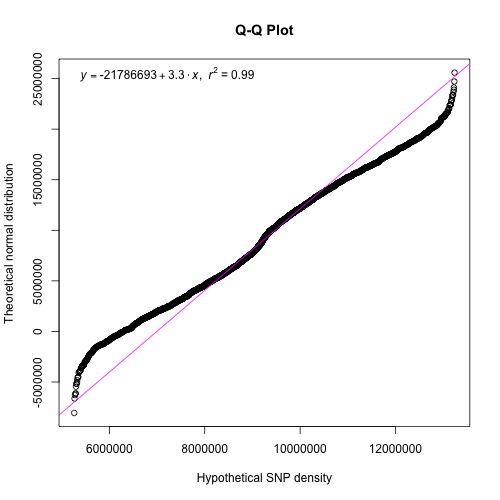 Q-Q Plot
y = -21786693 + 3.3 · x, r² = 0.99
25000000
15000000
5000000
0
-5000000
Theoretical normal distribution
6000000 8000000 10000000 12000000
Hypothetical SNP density